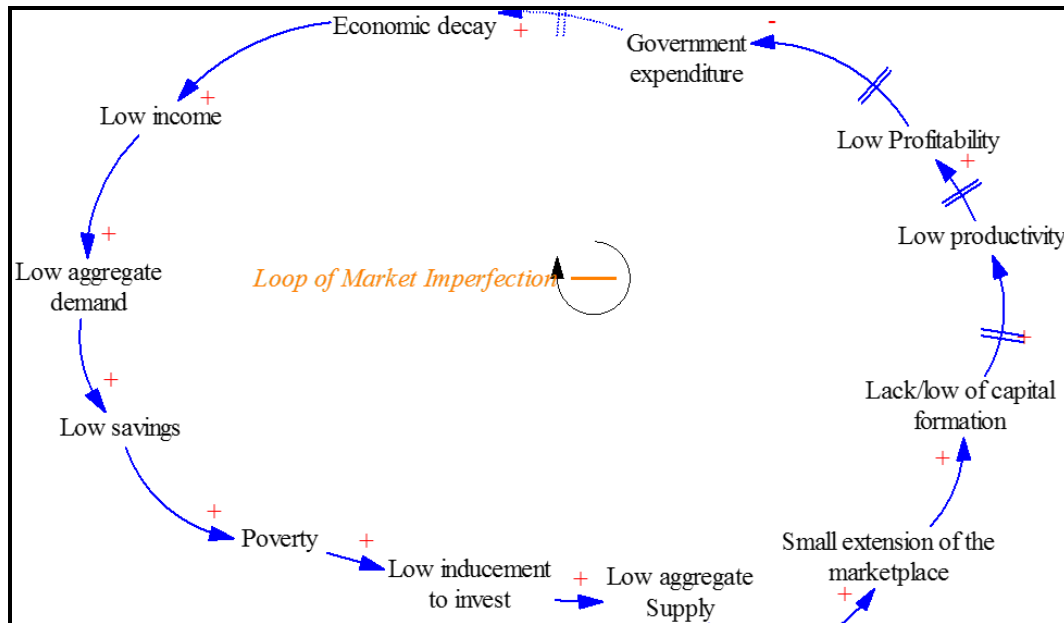 Economic decay
+
-
Government
expenditure
+
Low income
Low Profitability
+
Low productivity
+
Low aggregate
demand
Loop of Market Imperfection
+
+
Lack/low of capital
formation
Low savings
+
+
Poverty
+
Small extension of the
marketplace
Low inducement
to invest
+
Low aggregate
Supply
+